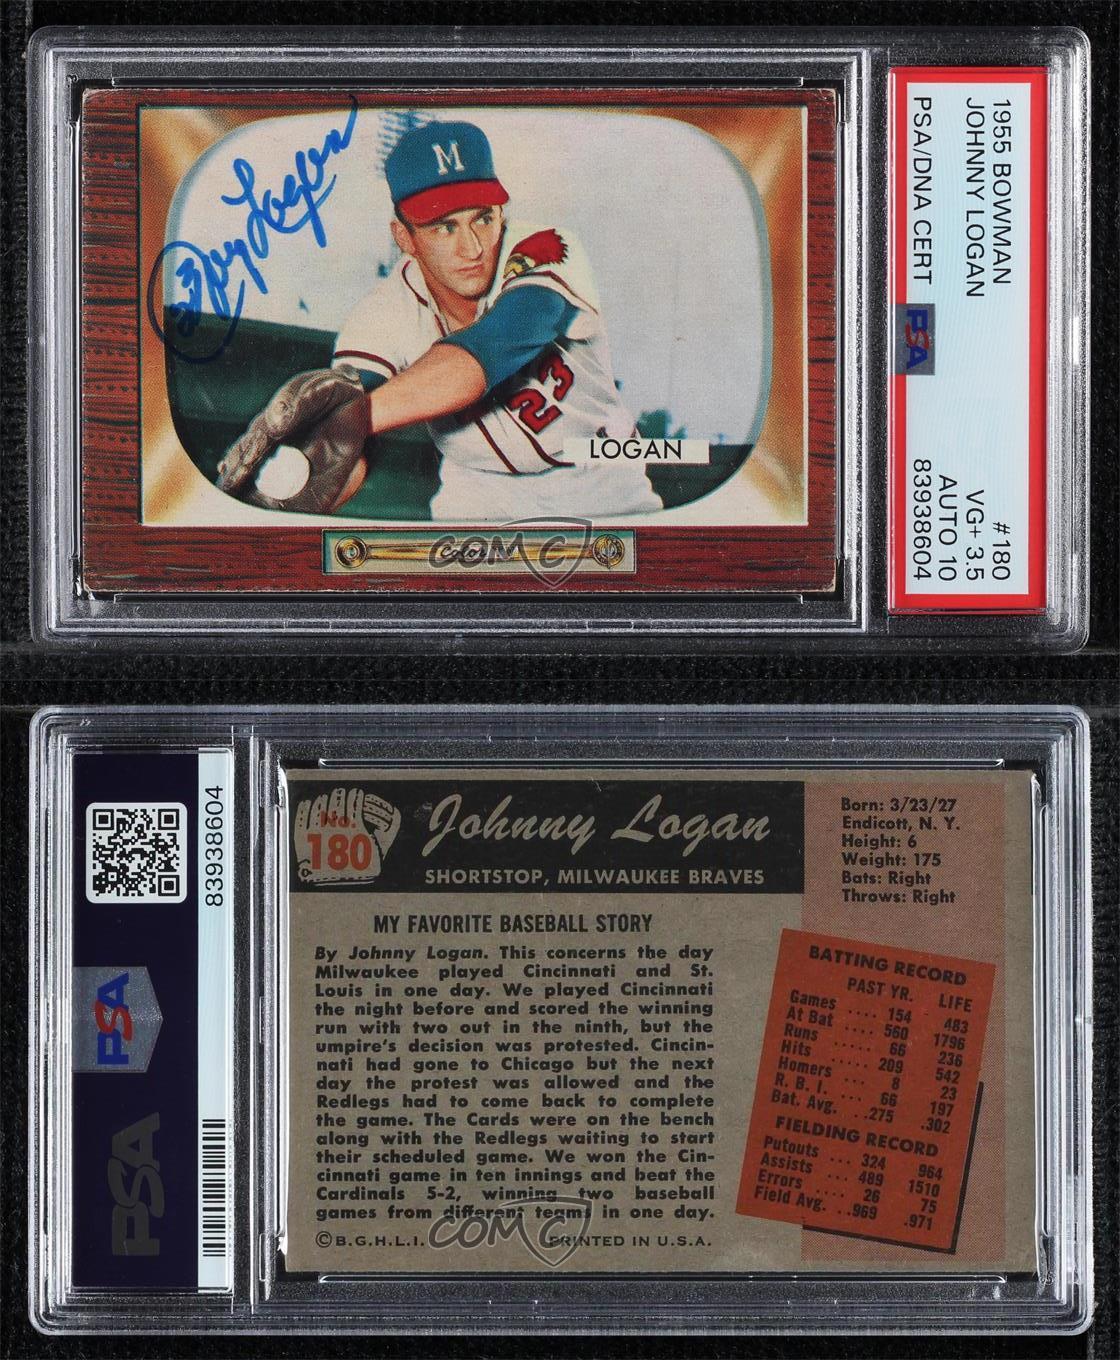 1955 BOWMAN
JOHNNY LOGAN
PSA/DNA CERT
PSA
#180
VG+ 3.5
AUTO 10
83938604
Logan
23
M
23
LOGAN
Color TV
COMC
83938604
PSA
PSA
No.
180
Johnny Logan
SHORTSTOP, MILWAUKEE BRAVES
Born: 3/23/27
Endicott, N. Y.
Height: 6
Weight: 175
Bats: Right
Throws: Right
MY FAVORITE BASEBALL STORY
By Johnny Logan. This concerns the day
Milwaukee played Cincinnati and St.
Louis in one day. We played Cincinnati
the night before and scored the winning
run with two out in the ninth, but the
umpire's decision was protested. Cincin-
nati had gone to Chicago but the next
day the protest was allowed and the
Redlegs had to come back to complete
the game. The Cards were on the bench
along with the Redlegs waiting to start
their scheduled game. We won the Cin-
cinnati game in ten innings and beat the
Cardinals 5-2, winning two baseball
games from different teams in one day.
©B.G.H.L.I. PRINTED IN U.S.A.
COMC
BATTING RECORD
PAST YR. LIFE
Games ..... 154 483
At Bat .... 560 1796
Runs ..... 66 236
Hits ..... 209 542
Homers ... 8 23
R. B. I. .... 66 197
Bat. Avg. ...275 .302
FIELDING RECORD
Putouts ... 324 964
Assists ... 489 1510
Errors .... 26 75
Field Avg. ..969 .971